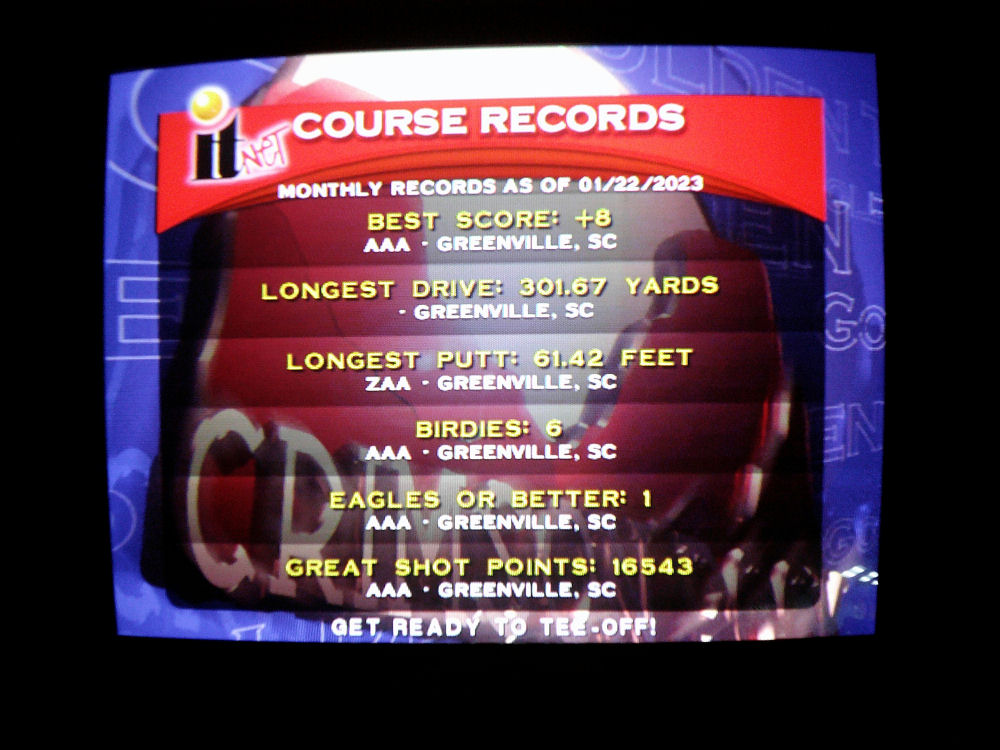 it NET
COURSE RECORDS
MONTHLY RECORDS AS OF 01/22/2023
BEST SCORE: +8
AAA - GREENVILLE, SC
LONGEST DRIVE: 301.67 YARDS
- GREENVILLE, SC
LONGEST PUTT: 61.42 FEET
ZAA - GREENVILLE, SC
BIRDIES: 6
AAA - GREENVILLE, SC
EAGLES OR BETTER: 1
AAA - GREENVILLE, SC
GREAT SHOT POINTS: 16543
AAA - GREENVILLE, SC
GET READY TO TEE-OFF!